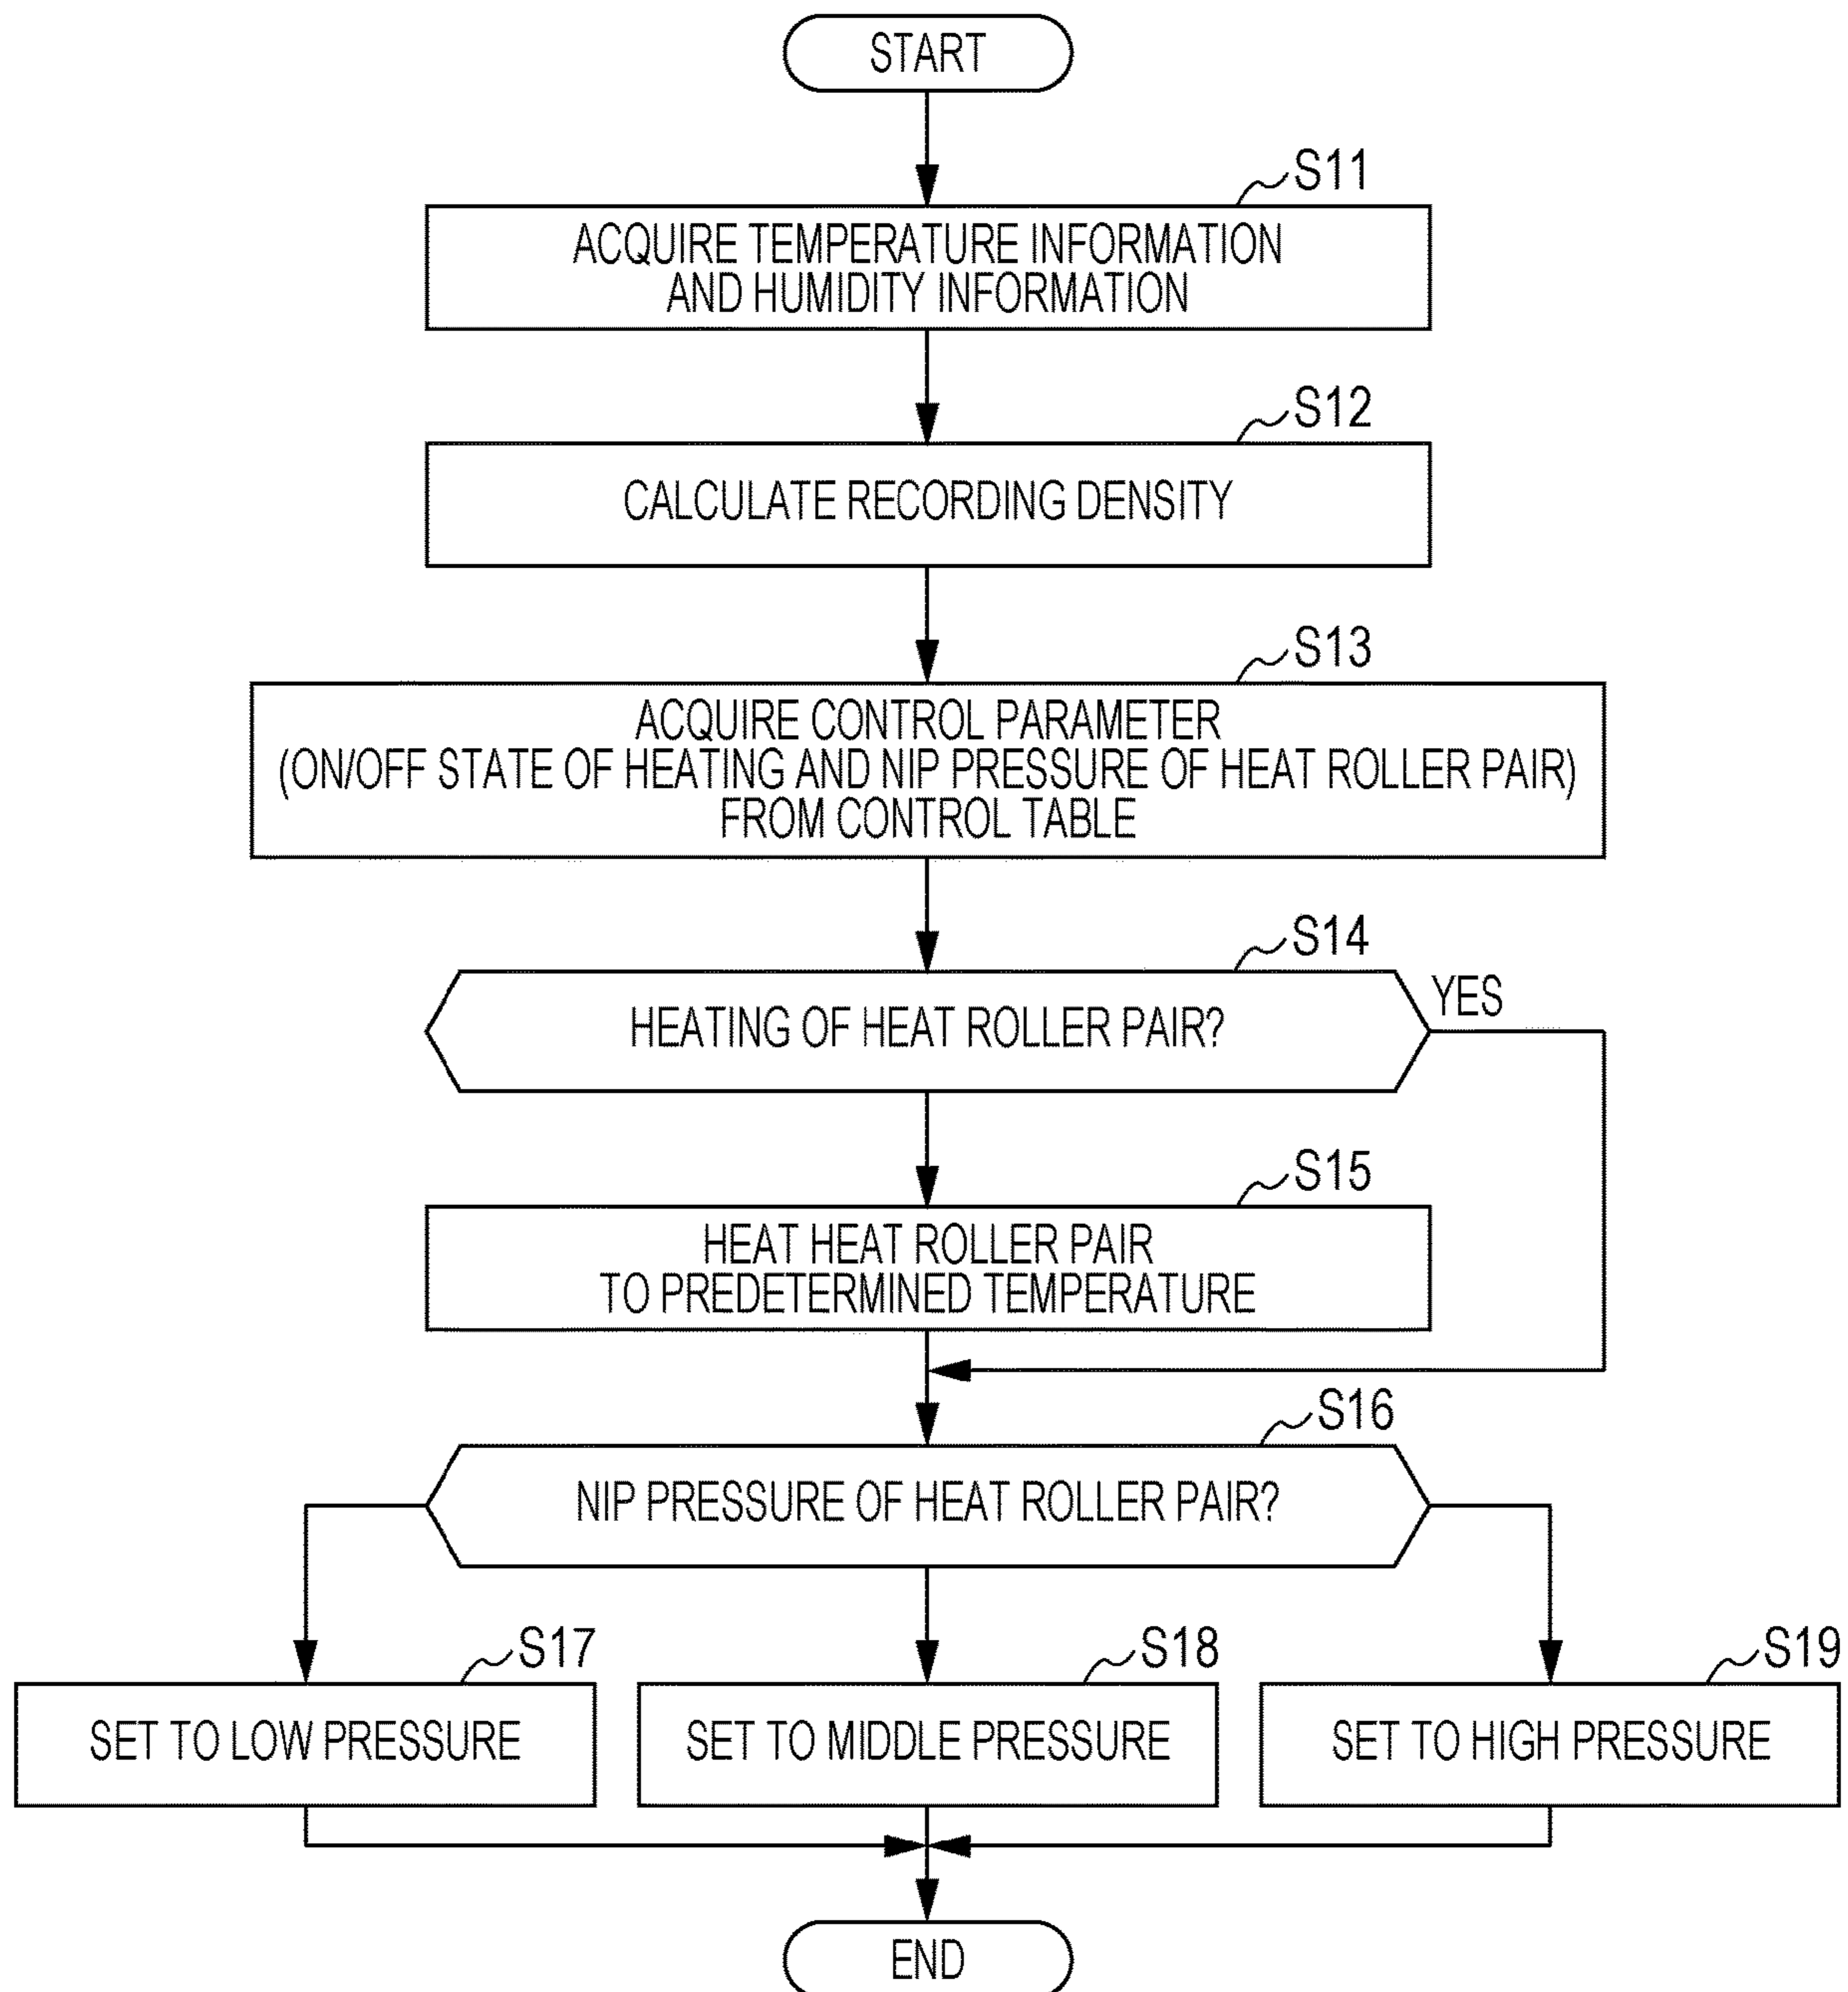 START
S11
ACQUIRE TEMPERATURE INFORMATION
AND HUMIDITY INFORMATION
S12
CALCULATE RECORDING DENSITY
S13
ACQUIRE CONTROL PARAMETER
(ON/OFF STATE OF HEATING AND NIP PRESSURE OF HEAT ROLLER PAIR)
FROM CONTROL TABLE
S14
HEATING OF HEAT ROLLER PAIR?
YES
S15
HEAT HEAT ROLLER PAIR
TO PREDETERMINED TEMPERATURE
S16
NIP PRESSURE OF HEAT ROLLER PAIR?
S17
SET TO LOW PRESSURE
S18
SET TO MIDDLE PRESSURE
S19
SET TO HIGH PRESSURE
END